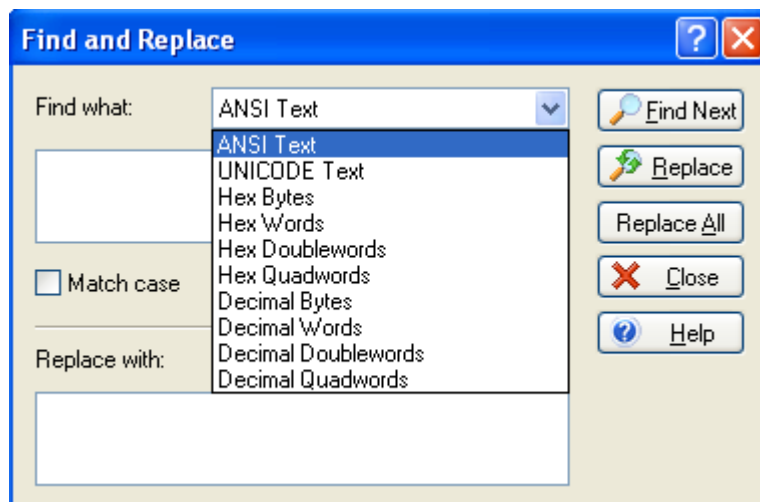 Find and Replace
Find what:
ANSI Text
Find Next
ANSI Text
UNICODE Text
Hex Bytes
Replace
Hex Words
Replace All
Hex Doublewords
Hex Quadwords
Match case
Close
Decimal Bytes
Decimal Words
Help
Decimal Doublewords
Replace with:
Decimal Quadwords